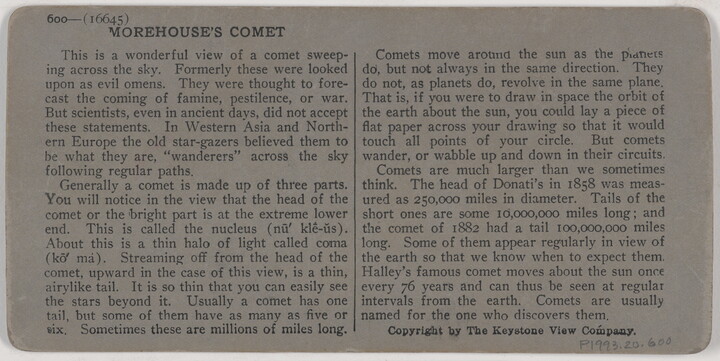 600—(16645)
MOREHOUSE'S COMET
This is a wonderful view of a comet sweep-
ing across the sky. Formerly these were looked
upon as evil omens. They were thought to fore-
cast the coming of famine, pestilence, or war.
But scientists, even in ancient days, did not accept
these statements. In Western Asia and North-
ern Europe the old star-gazers believed them to
be what they are, "wanderers" across the sky
following regular paths.
Generally a comet is made up of three parts.
You will notice in the view that the head of the
comet or the bright part is at the extreme lower
end. This is called the nucleus (nū' klê-ŭs).
About this is a thin halo of light called coma
(kō' má). Streaming off from the head of the
comet, upward in the case of this view, is a thin,
airylike tail. It is so thin that you can easily see
the stars beyond it. Usually a comet has one
tail, but some of them have as many as five or
six. Sometimes these are millions of miles long.
Comets move around the sun as the planets
do, but not always in the same direction. They
do not, as planets do, revolve in the same plane.
That is, if you were to draw in space the orbit of
the earth about the sun, you could lay a piece of
flat paper across your drawing so that it would
touch all points of your circle. But comets
wander, or wabble up and down in their circuits.
Comets are much larger than we sometimes
think. The head of Donati's in 1858 was meas-
ured as 250,000 miles in diameter. Tails of the
short ones are some 10,000,000 miles long; and
the comet of 1882 had a tail 100,000,000 miles
long. Some of them appear regularly in view of
the earth so that we know when to expect them.
Halley's famous comet moves about the sun once
every 76 years and can thus be seen at regular
intervals from the earth. Comets are usually
named for the one who discovers them.
Copyright by The Keystone View Company.
P1993.20.600